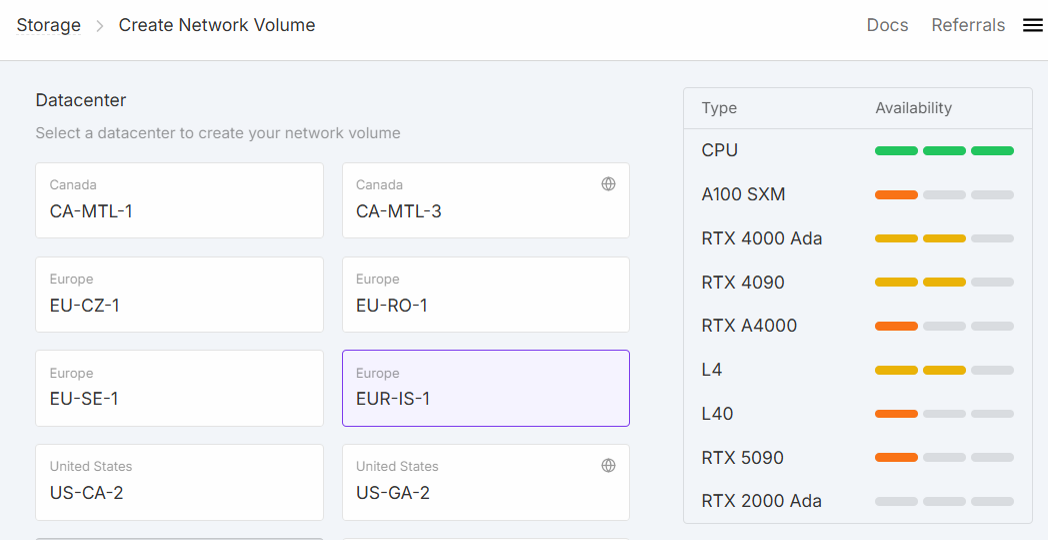 Storage > Create Network Volume
Docs Referrals
Datacenter
Select a datacenter to create your network volume
Canada
CA-MTL-1
Canada
CA-MTL-3
Europe
EU-CZ-1
Europe
EU-RO-1
Europe
EU-SE-1
Europe
EUR-IS-1
United States
US-CA-2
United States
US-GA-2
Type Availability
CPU
A100 SXM
RTX 4000 Ada
RTX 4090
RTX A4000
L4
L40
RTX 5090
RTX 2000 Ada